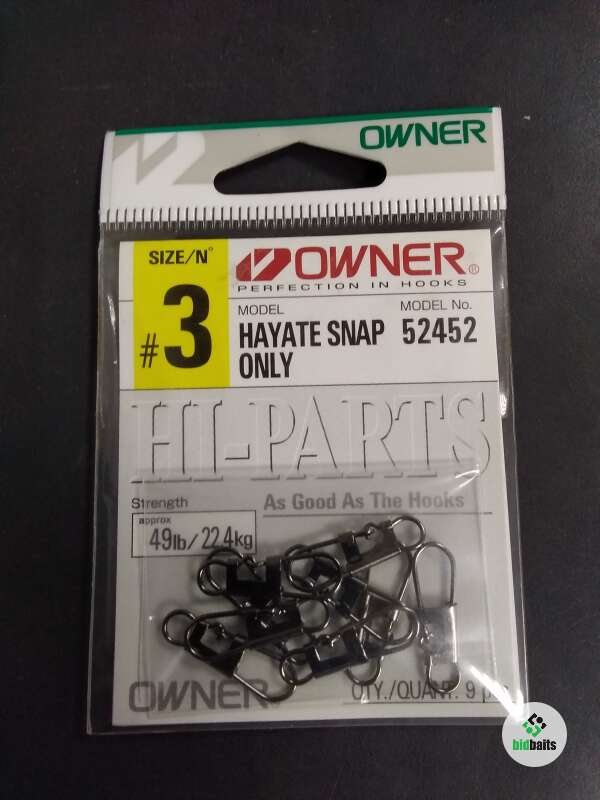 OWNER
SIZE/N°
#3
OWNER®
PERFECTION IN HOOKS
MODEL
MODEL No.
HAYATE SNAP
ONLY
52452
HI-PARTS
Strength
As Good As The Hooks
approx
49lb/22.4kg
OWNER
QTY./QUANT. 9
bidbaits